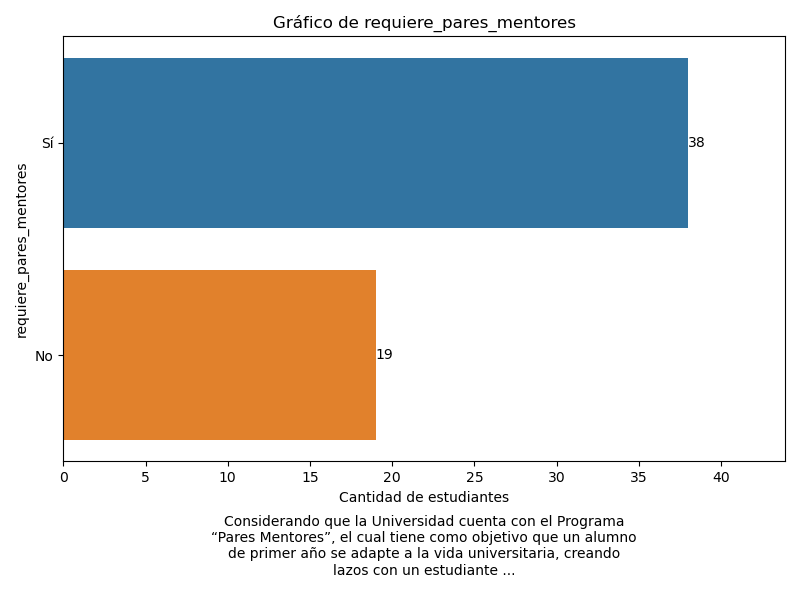 Gráfico de requiere_pares_mentores
requiere_pares_mentores
Sí
38
No
19
0 5 10 15 20 25 30 35 40
Cantidad de estudiantes
Considerando que la Universidad cuenta con el Programa
“Pares Mentores”, el cual tiene como objetivo que un alumno
de primer año se adapte a la vida universitaria, creando
lazos con un estudiante ...